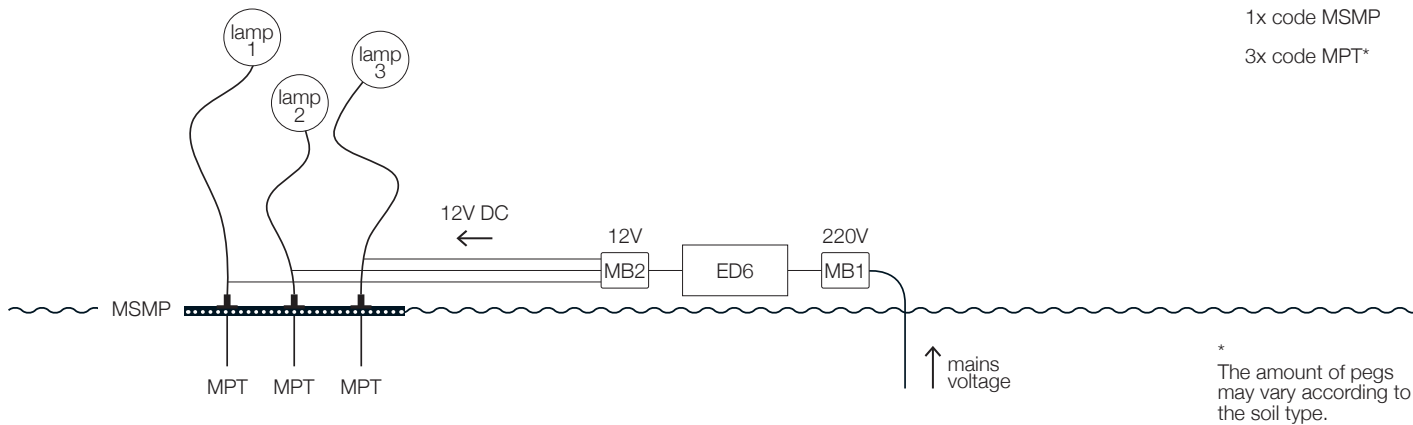 1x code MSMP
3x code MPT*
lamp
1
lamp
2
lamp
3
12V DC
12V
220V
MB2
ED6
MB1
MSMP
MPT
MPT
MPT
mains
voltage
*
The amount of pegs
may vary according to
the soil type.